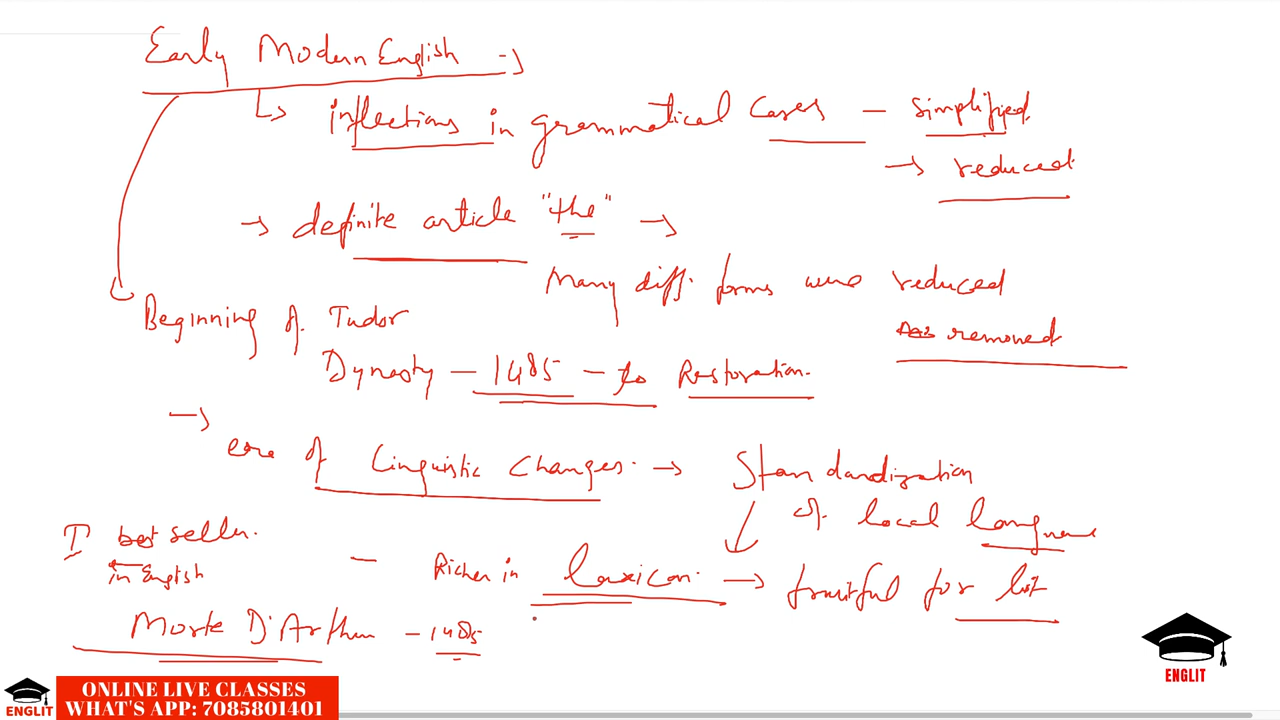 Early Modern English →
↳ inflections in grammatical Cases – simplified
→ reduced
→ definite article "the" →
Many diff. forms were reduced
removed
Beginning of Tudor
Dynasty – 1485 – to Restoration.
→ era of Linguistic Changes. → Standardization
of local language
I best seller.
in English
– Richer in lexicon. → fruitful for lit
Morte D'Arthur – 1485
ENGLIT
ENGLIT
ONLINE LIVE CLASSES
WHAT'S APP: 7085801401